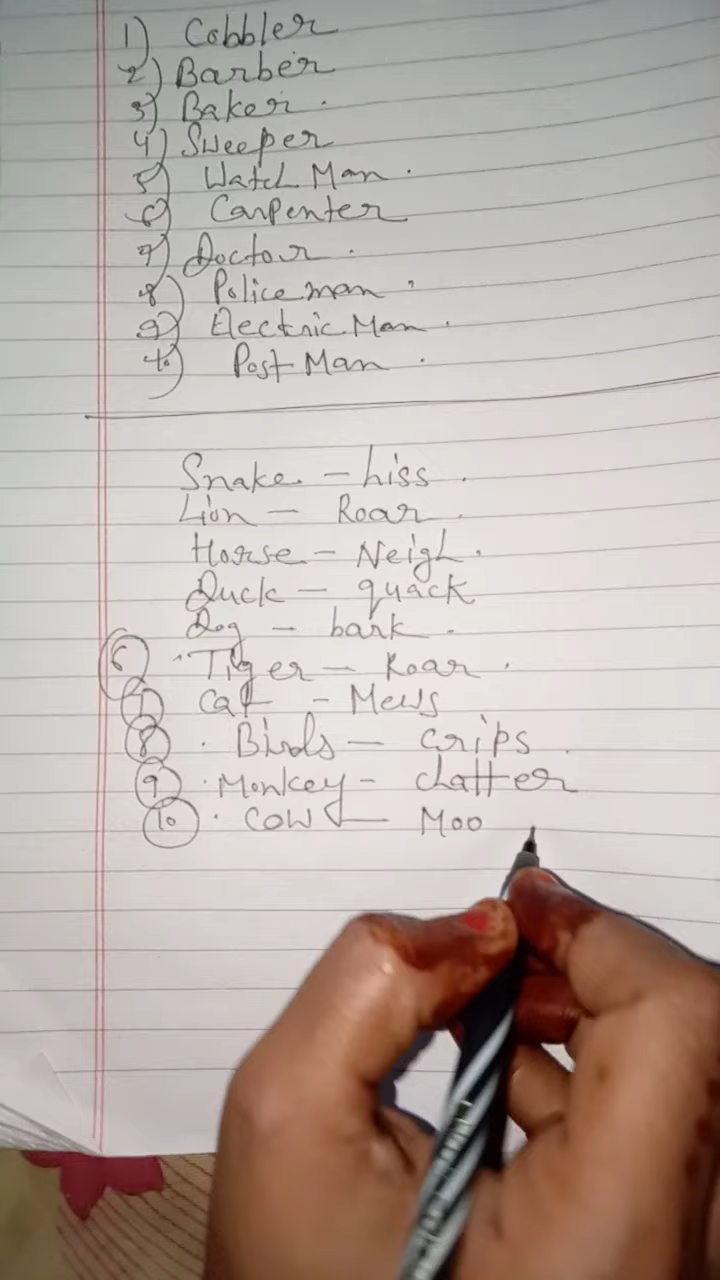 1) Cobbler
2) Barber
3) Baker.
4) Sweeper
5) Watch Man.
6) Carpenter
7) Doctour.
8) Police man.
9) Electric Man.
10) Post Man.
Snake - hiss.
Lion - Roar.
Horse - Neigh.
Duck - quack
Dog - bark.
6 Tiger - Roar.
7 Cat - Mews
8. Birds - crips.
9. Monkey - chatter
10. Cow - Moo